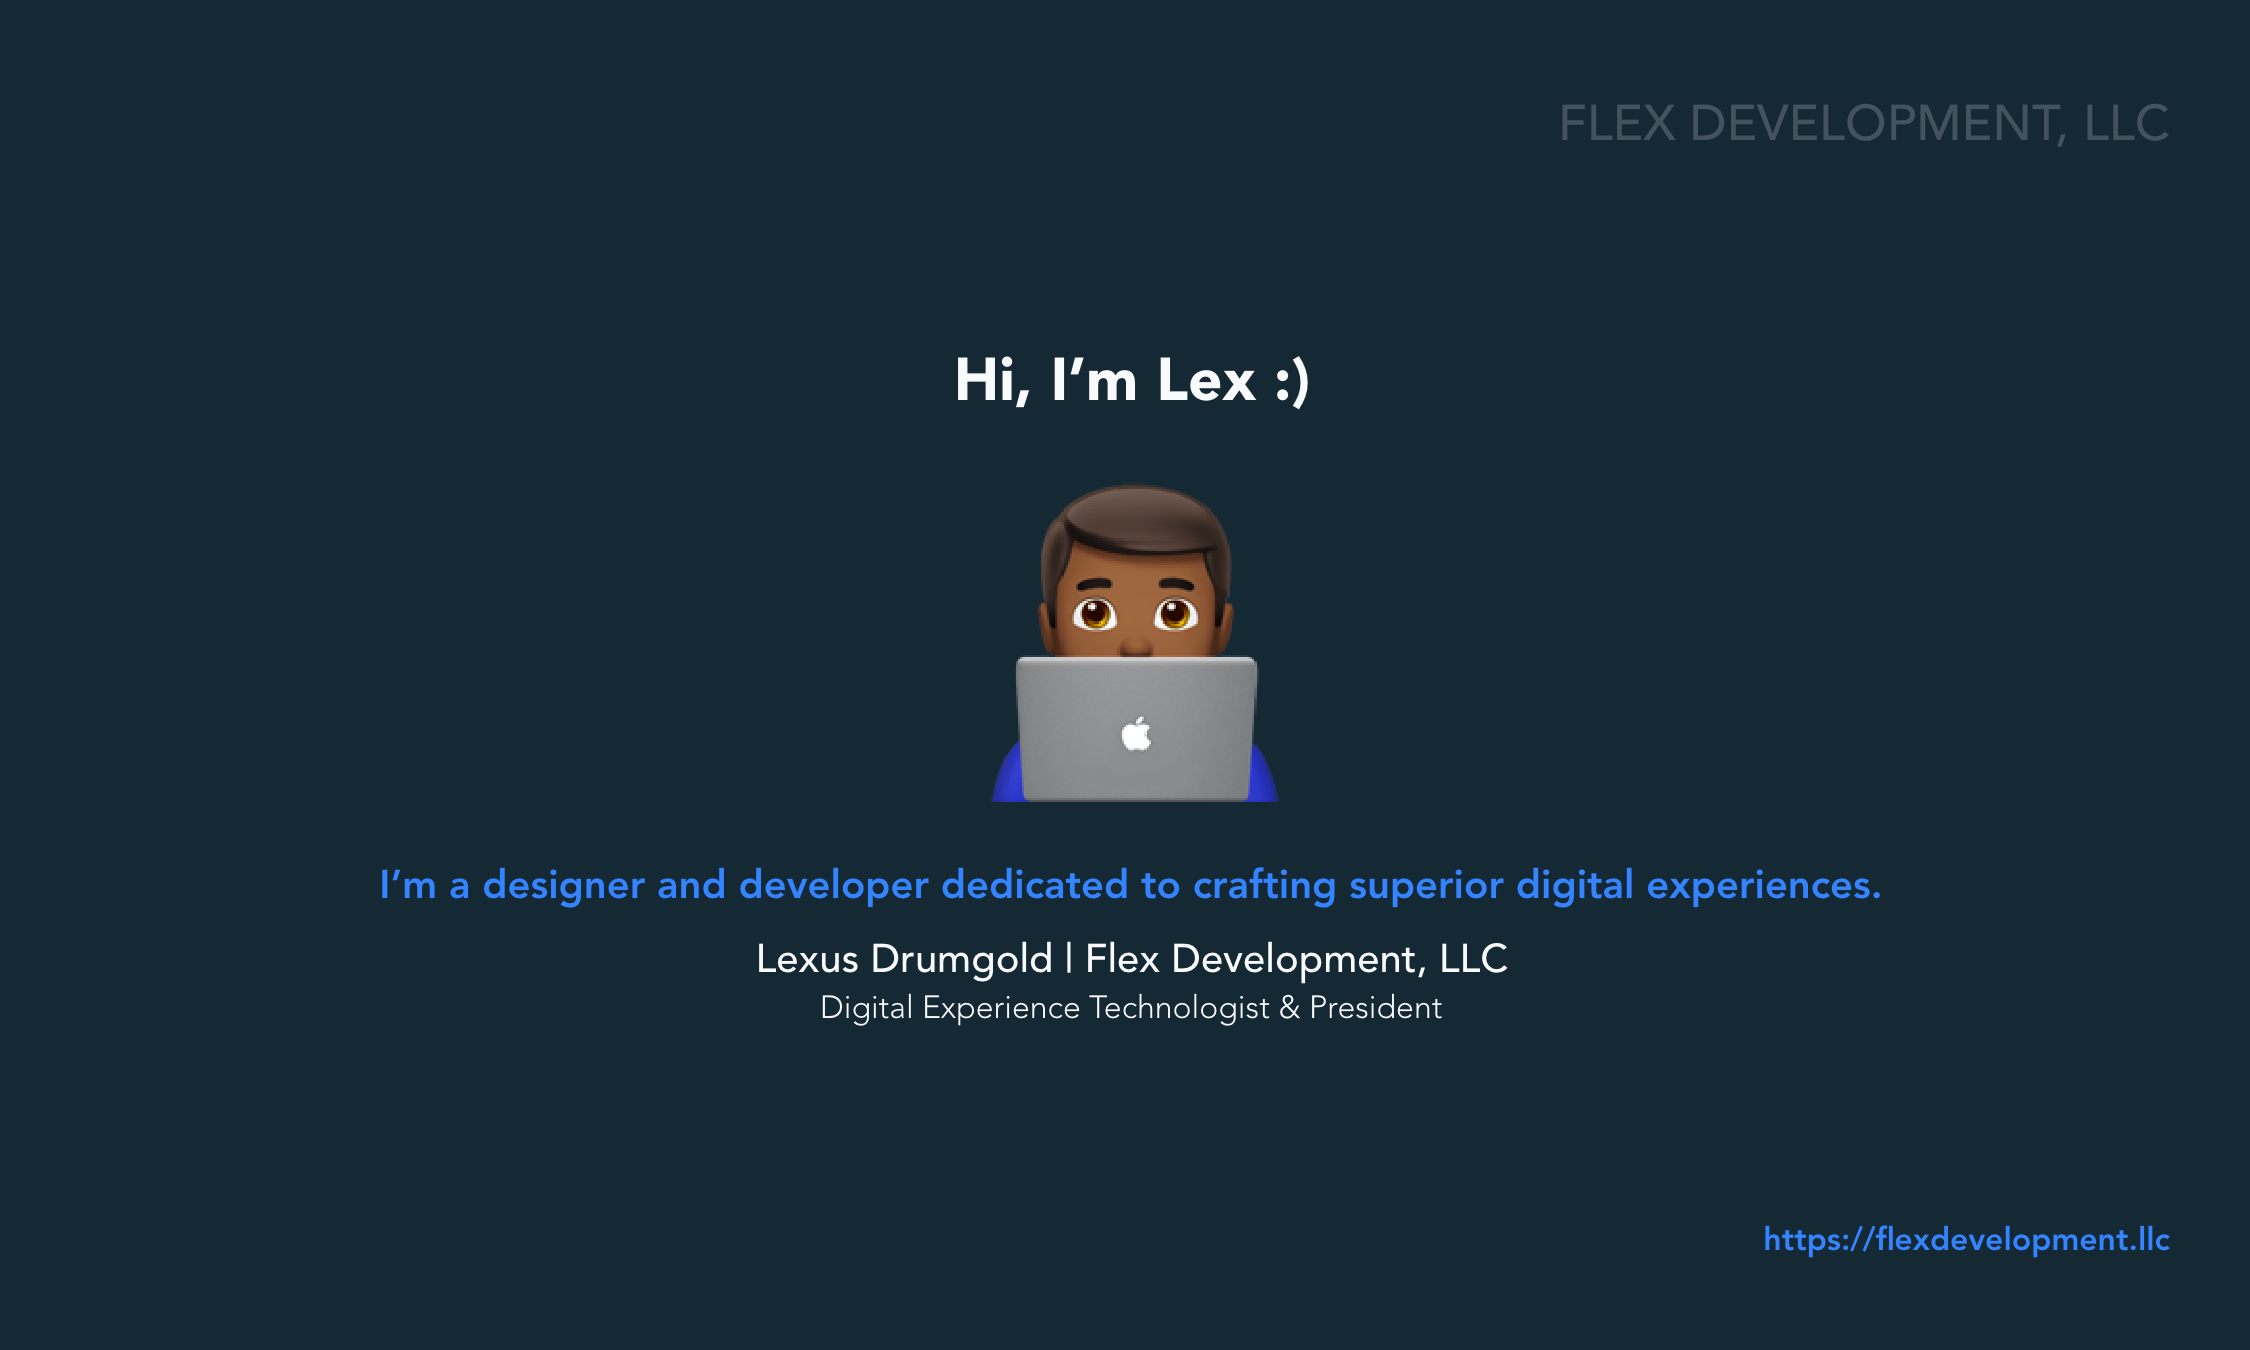 FLEX DEVELOPMENT, LLC
Hi, I’m Lex :)
I’m a designer and developer dedicated to crafting superior digital experiences.
Lexus Drumgold | Flex Development, LLC
Digital Experience Technologist & President
https://flexdevelopment.llc